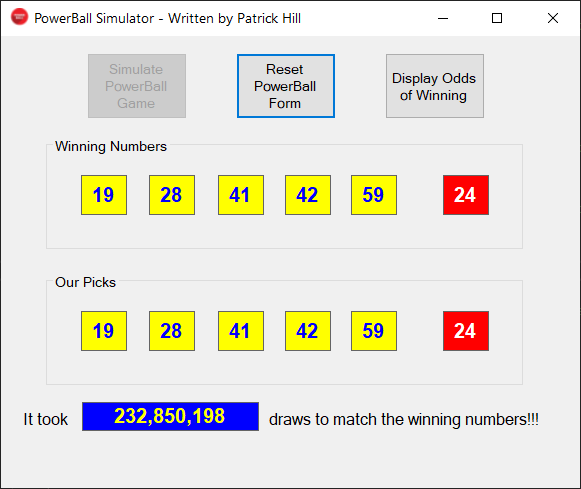 PowerBall Simulator - Written by Patrick Hill
Simulate
PowerBall
Game
Reset
PowerBall
Form
Display Odds
of Winning
Winning Numbers
19 28 41 42 59 24
Our Picks
19 28 41 42 59 24
It took 232,850,198 draws to match the winning numbers!!!